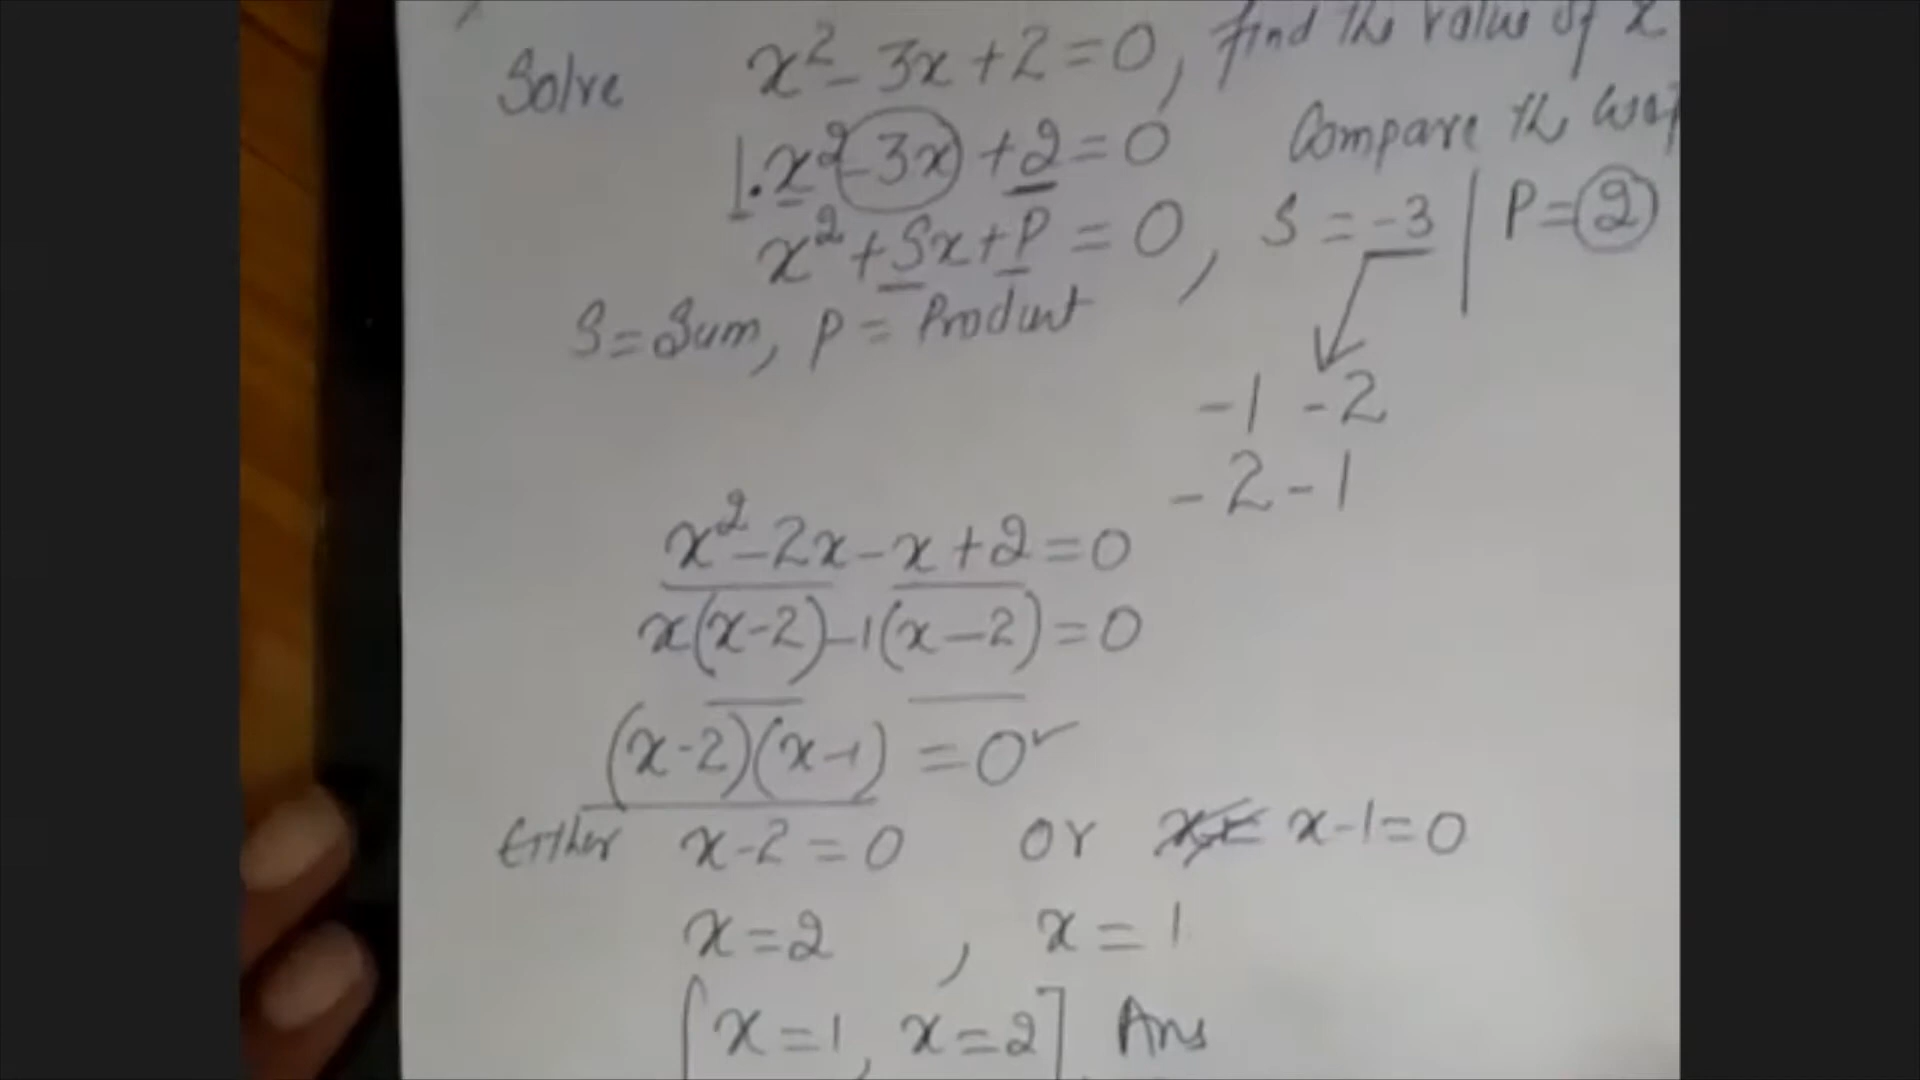 Solve x² - 3x + 2 = 0, find the value of x
1.x² - 3x + 2 = 0 Compare the
x² + Sx + P = 0, S = -3 | P = 2
S = Sum, P = Product
-1 -2
-2 -1
x² - 2x - x + 2 = 0
x(x-2) -1(x-2) = 0
(x-2)(x-1) = 0
Either x-2 = 0 or x-1 = 0
x = 2, x = 1
[x = 1, x = 2] Ans